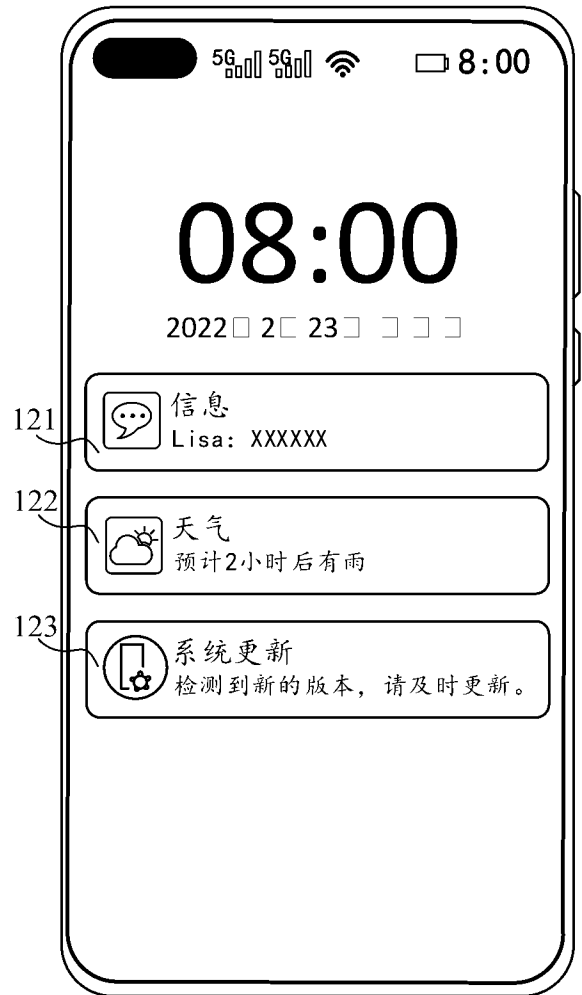 5G 5G 8:00
08:00
2022□ 2□ 23□ □ □ □
121
信息
Lisa: XXXXXX
122
天气
预计2小时后有雨
123
系统更新
检测到新的版本，请及时更新。